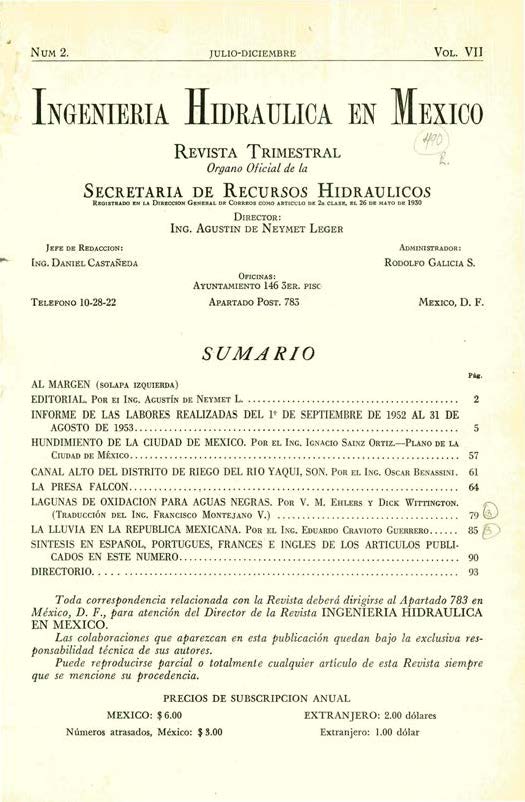 NUM 2. JULIO-DICIEMBRE VOL. VII
INGENIERIA HIDRAULICA EN MEXICO
REVISTA TRIMESTRAL
Organo Oficial de la
SECRETARIA DE RECURSOS HIDRAULICOS
REGISTRADO EN LA DIRECCION GENERAL DE CORREOS COMO ARTICULO DE 2a CLASE, EL 26 DE MAYO DE 1930
DIRECTOR:
ING. AGUSTIN DE NEYMET LEGER
JEFE DE REDACCION: ADMINISTRADOR:
ING. DANIEL CASTAÑEDA RODOLFO GALICIA S.
OFICINAS:
AYUNTAMIENTO 146 3ER. PISO
TELEFONO 10-28-22 APARTADO POST. 783 MEXICO, D. F.
SUMARIO
Pág.
AL MARGEN (SOLAPA IZQUIERDA)
EDITORIAL. POR EI ING. AGUSTÍN DE NEYMET L. .......... 2
INFORME DE LAS LABORES REALIZADAS DEL 1º DE SEPTIEMBRE DE 1952 AL 31 DE
AGOSTO DE 1953.......... 5
HUNDIMIENTO DE LA CIUDAD DE MEXICO. POR EL ING. IGNACIO SAINZ ORTIZ.—PLANO DE LA
CIUDAD DE MÉXICO.......... 57
CANAL ALTO DEL DISTRITO DE RIEGO DEL RIO YAQUI, SON. POR EL ING. OSCAR BENASSINI. 61
LA PRESA FALCON.......... 64
LAGUNAS DE OXIDACION PARA AGUAS NEGRAS. POR V. M. EHLERS Y DICK WITTINGTON.
(TRADUCCIÓN DEL ING. FRANCISCO MONTEJANO V.) .......... 79
LA LLUVIA EN LA REPUBLICA MEXICANA. POR EL ING. EDUARDO CRAVIOTO GUERRERO...... 85
SINTESIS EN ESPAÑOL, PORTUGUES, FRANCES E INGLES DE LOS ARTICULOS PUBLI-
CADOS EN ESTE NUMERO.......... 90
DIRECTORIO.......... 93
Toda correspondencia relacionada con la Revista deberá dirigirse al Apartado 783 en
México, D. F., para atención del Director de la Revista INGENIERIA HIDRAULICA
EN MEXICO.
Las colaboraciones que aparezcan en esta publicación quedan bajo la exclusiva res-
ponsabilidad técnica de sus autores.
Puede reproducirse parcial o totalmente cualquier artículo de esta Revista siempre
que se mencione su procedencia.
PRECIOS DE SUBSCRIPCION ANUAL
MEXICO: $ 6.00 EXTRANJERO: 2.00 dólares
Números atrasados, México: $ 3.00 Extranjero: 1.00 dólar